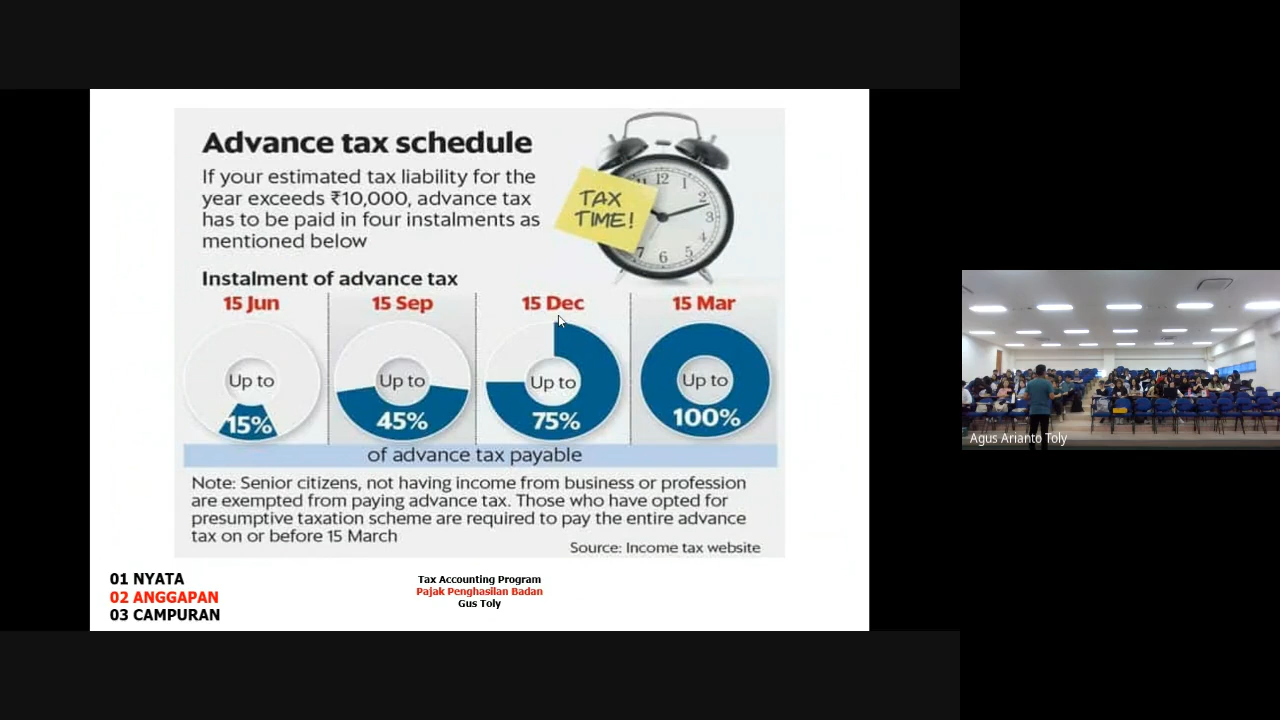 Advance tax schedule
If your estimated tax liability for the
year exceeds ₹10,000, advance tax
has to be paid in four instalments as
mentioned below
TAX
TIME!
12
1
2
3
4
5
6
7
11
Instalment of advance tax
15 Jun
15 Sep
15 Dec
15 Mar
Up to
15%
Up to
45%
Up to
75%
Up to
100%
of advance tax payable
Note: Senior citizens, not having income from business or profession
are exempted from paying advance tax. Those who have opted for
presumptive taxation scheme are required to pay the entire advance
tax on or before 15 March
Source: Income tax website
01 NYATA
02 ANGGAPAN
03 CAMPURAN
Tax Accounting Program
Pajak Penghasilan Badan
Gus Toly
Agus Arianto Toly